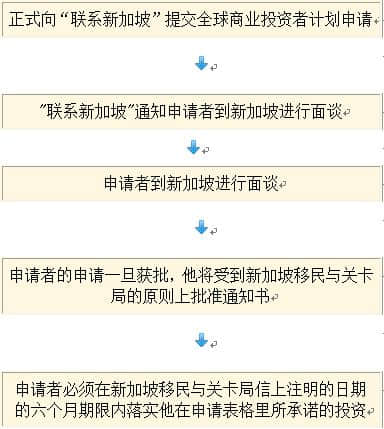 正式向“联系新加坡”提交全球商业投资者计划申请
"联系新加坡"通知申请者到新加坡进行面谈
申请者到新加坡进行面谈
申请者的申请一旦获批，他将受到新加坡移民与关卡
局的原则上批准通知书
申请者必须在新加坡移民与关卡局信上注明的日期
的六个月期限内落实他在申请表格里所承诺的投资